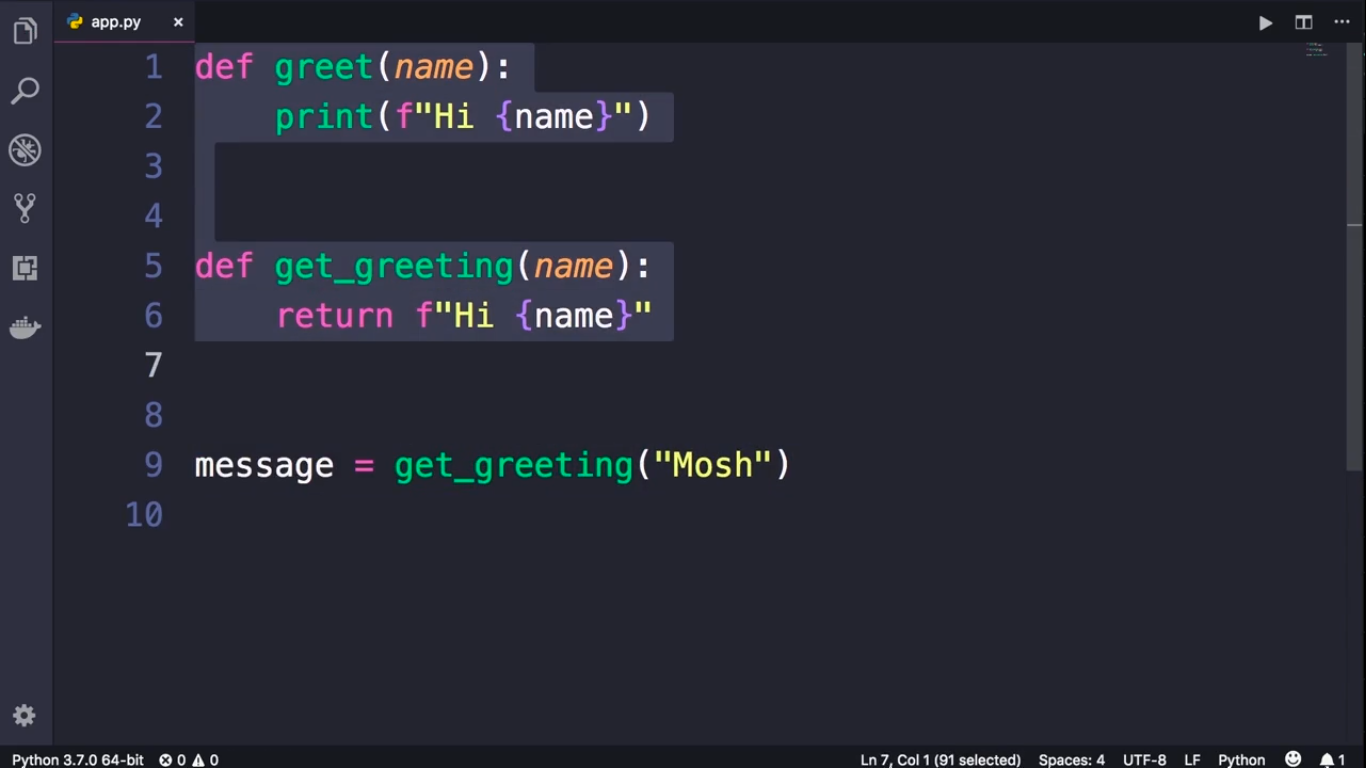 app.py ×
1 def greet(name):
2     print(f"Hi {name}")
3
4
5 def get_greeting(name):
6     return f"Hi {name}"
7
8
9 message = get_greeting("Mosh")
10
Python 3.7.0 64-bit 0 0 Ln 7, Col 1 (91 selected) Spaces: 4 UTF-8 LF Python 1